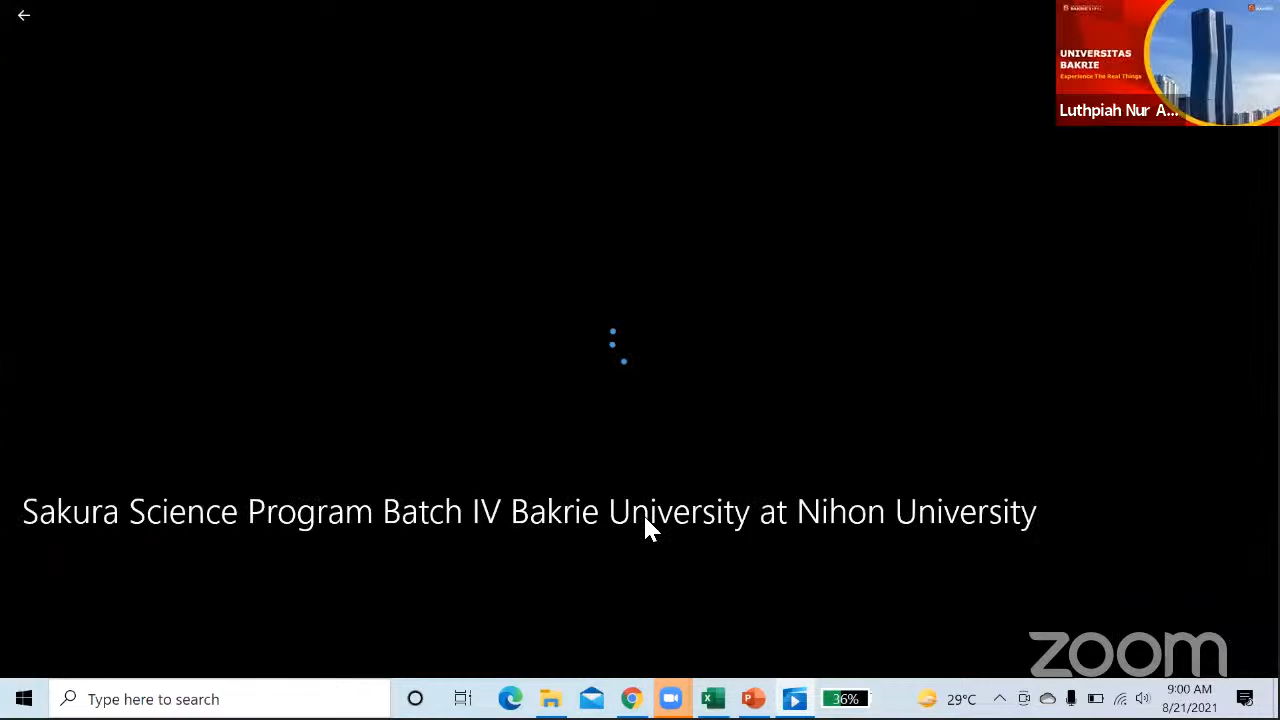 UNIVERSITAS
BAKRIE
Experience The Real Things
Luthpiah Nur A...
Sakura Science Program Batch IV Bakrie University at Nihon University
zoom
Type here to search
36%
29°C
9:00 AM
8/21/2021